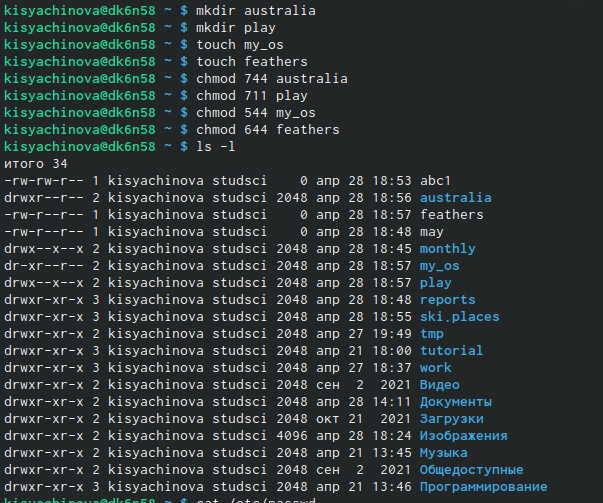 kisyachinova@dk6n58 ~ $ mkdir australia
kisyachinova@dk6n58 ~ $ mkdir play
kisyachinova@dk6n58 ~ $ touch my_os
kisyachinova@dk6n58 ~ $ touch feathers
kisyachinova@dk6n58 ~ $ chmod 744 australia
kisyachinova@dk6n58 ~ $ chmod 711 play
kisyachinova@dk6n58 ~ $ chmod 544 my_os
kisyachinova@dk6n58 ~ $ chmod 644 feathers
kisyachinova@dk6n58 ~ $ ls -l
итого 34
-rw-rw-r-- 1 kisyachinova studsci    0 апр 28 18:53 abc1
drwxr--r-- 2 kisyachinova studsci 2048 апр 28 18:56 australia
-rw-r--r-- 1 kisyachinova studsci    0 апр 28 18:57 feathers
-rw-r--r-- 1 kisyachinova studsci    0 апр 28 18:48 may
drwx--x--x 2 kisyachinova studsci 2048 апр 28 18:45 monthly
dr-xr--r-- 2 kisyachinova studsci 2048 апр 28 18:57 my_os
drwx--x--x 2 kisyachinova studsci 2048 апр 28 18:57 play
drwxr-xr-x 3 kisyachinova studsci 2048 апр 28 18:48 reports
drwxr-xr-x 3 kisyachinova studsci 2048 апр 28 18:55 ski.places
drwxr-xr-x 2 kisyachinova studsci 2048 апр 27 19:49 tmp
drwxr-xr-x 3 kisyachinova studsci 2048 апр 21 18:00 tutorial
drwxr-xr-x 3 kisyachinova studsci 2048 апр 27 18:37 work
drwxr-xr-x 2 kisyachinova studsci 2048 сен  2  2021 Видео
drwxr-xr-x 2 kisyachinova studsci 2048 апр 28 14:11 Документы
drwxr-xr-x 2 kisyachinova studsci 2048 окт 21  2021 Загрузки
drwxr-xr-x 2 kisyachinova studsci 4096 апр 28 18:24 Изображения
drwxr-xr-x 2 kisyachinova studsci 2048 апр 21 13:45 Музыка
drwxr-xr-x 2 kisyachinova studsci 2048 сен  2  2021 Общедоступные
drwxr-xr-x 2 kisyachinova studsci 2048 апр 21 13:46 Программирование
kisyachinova@dk6n58 ~ $ cat /etc/passwd